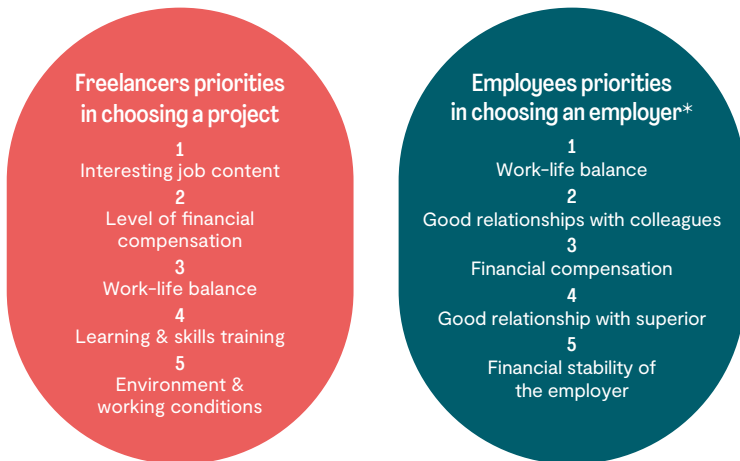 Freelancers priorities
in choosing a project
1
Interesting job content
2
Level of financial
compensation
3
Work-life balance
4
Learning & skills training
5
Environment &
working conditions
Employees priorities
in choosing an employer*
1
Work-life balance
2
Good relationships with colleagues
3
Financial compensation
4
Good relationship with superior
5
Financial stability of
the employer